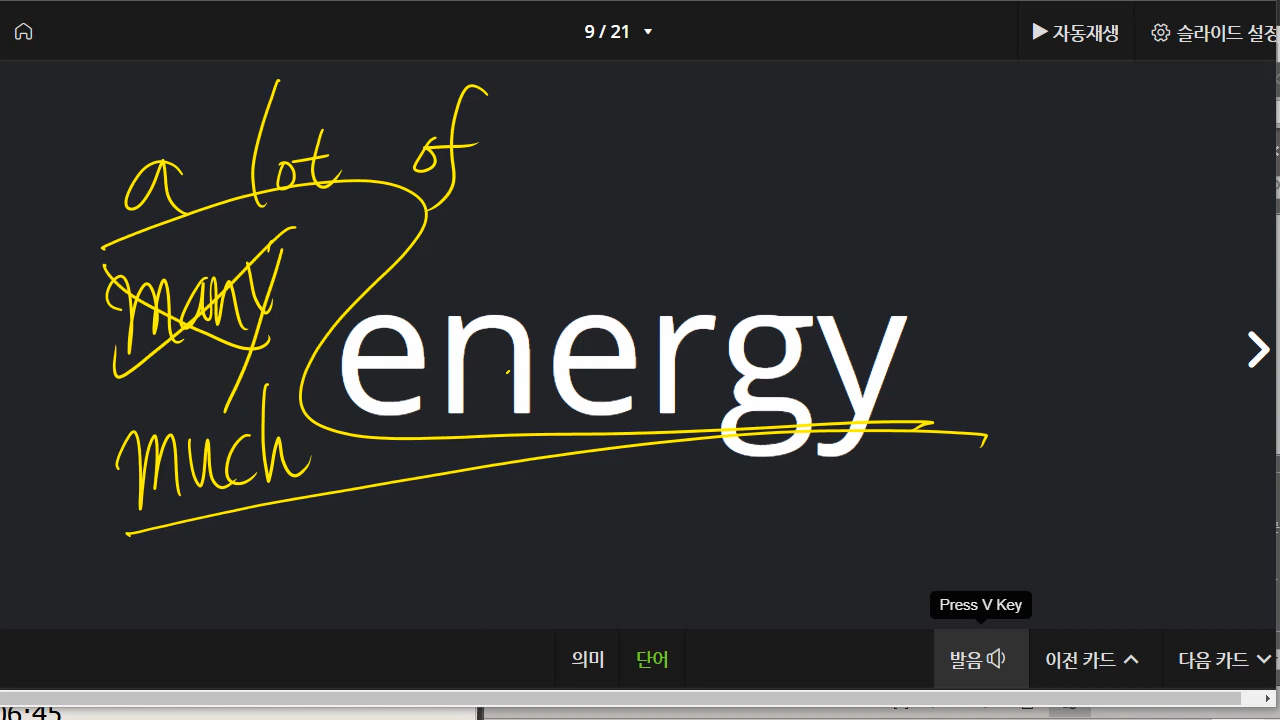 9 / 21
자동재생
슬라이드 설정
a lot of
many
energy
much
Press V Key
의미
단어
발음
이전 카드
다음 카드
06:45